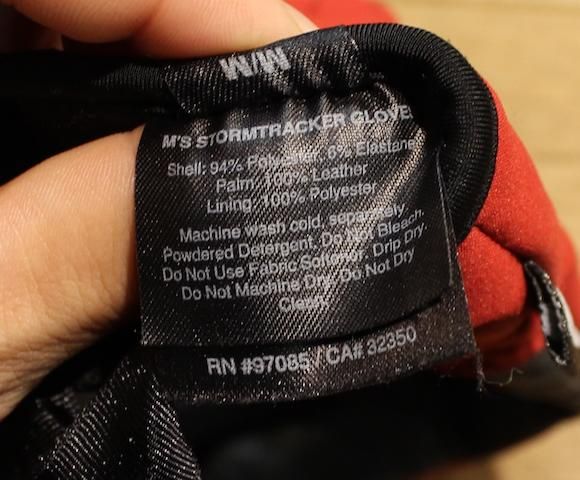 M/M
M'S STORMTRACKER GLOVE
Shell: 94% Polyester, 6% Elastane
Palm: 100% Leather
Lining: 100% Polyester
Machine wash cold, separately.
Powdered Detergent. Do Not Bleach.
Do Not Use Fabric Softener. Drip Dry.
Do Not Machine Dry. Do Not Dry
Clean.
RN #97085 / CA# 32350